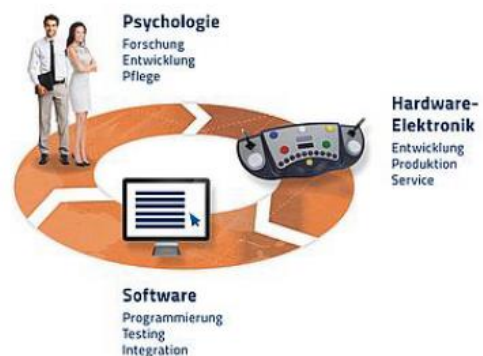 Psychologie
Forschung
Entwicklung
Pflege
Hardware-
Elektronik
Entwicklung
Produktion
Service
Software
Programmierung
Testing
Integration